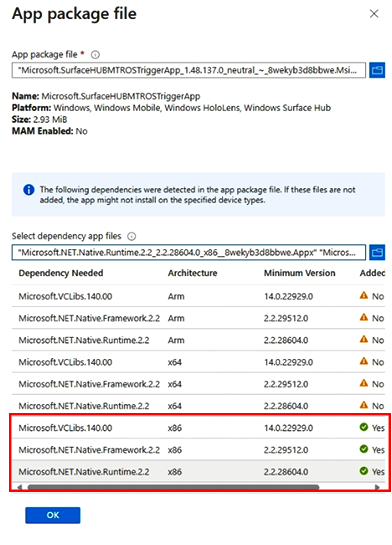 App package file
App package file *
"Microsoft.SurfaceHUBMTROSTriggerApp_1.48.137.0_neutral_~_8wekyb3d8bbwe.Msi...
Name: Microsoft.SurfaceHUBMTROSTriggerApp
Platform: Windows, Windows Mobile, Windows HoloLens, Windows Surface Hub
Size: 2.93 MiB
MAM Enabled: No
The following dependencies were detected in the app package file. If these files are not
added, the app might not install on the specified device types.
Select dependency app files
"Microsoft.NET.Native.Runtime.2.2_2.2.28604.0_x86__8wekyb3d8bbwe.Appx" "Micros...
Dependency Needed Architecture Minimum Version Added
Microsoft.VCLibs.140.00 Arm 14.0.22929.0 No
Microsoft.NET.Native.Framework.2.2 Arm 2.2.29512.0 No
Microsoft.NET.Native.Runtime.2.2 Arm 2.2.28604.0 No
Microsoft.VCLibs.140.00 x64 14.0.22929.0 No
Microsoft.NET.Native.Framework.2.2 x64 2.2.29512.0 No
Microsoft.NET.Native.Runtime.2.2 x64 2.2.28604.0 No
Microsoft.VCLibs.140.00 x86 14.0.22929.0 Yes
Microsoft.NET.Native.Framework.2.2 x86 2.2.29512.0 Yes
Microsoft.NET.Native.Runtime.2.2 x86 2.2.28604.0 Yes
OK